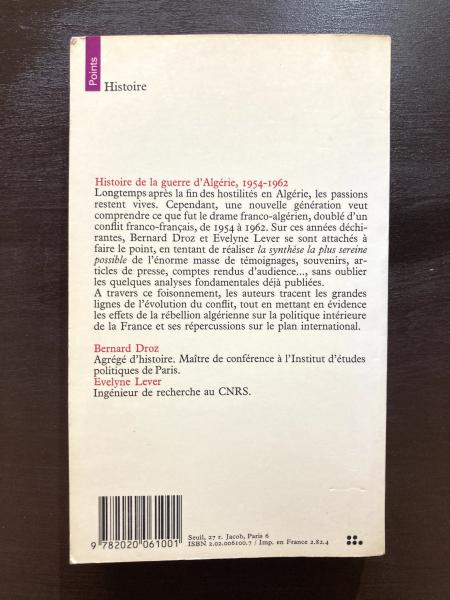 Points
Histoire
Histoire de la guerre d'Algérie, 1954-1962
Longtemps après la fin des hostilités en Algérie, les passions
restent vives. Cependant, une nouvelle génération veut
comprendre ce que fut le drame franco-algérien, doublé d'un
conflit franco-français, de 1954 à 1962. Sur ces années déchi-
rantes, Bernard Droz et Evelyne Lever se sont attachés à
faire le point, en tentant de réaliser la synthèse la plus sereine
possible de l'énorme masse de témoignages, souvenirs, ar-
ticles de presse, comptes rendus d'audience..., sans oublier
les quelques analyses fondamentales déjà publiées.
A travers ce foisonnement, les auteurs tracent les grandes
lignes de l'évolution du conflit, tout en mettant en évidence
les effets de la rébellion algérienne sur la politique intérieure
de la France et ses répercussions sur le plan international.
Bernard Droz
Agrégé d'histoire. Maître de conférence à l'Institut d'études
politiques de Paris.
Evelyne Lever
Ingénieur de recherche au CNRS.
9 782020 061001
Seuil, 27 r. Jacob, Paris 6
ISBN 2.02.006100.7 / Imp. en France 2.82.4